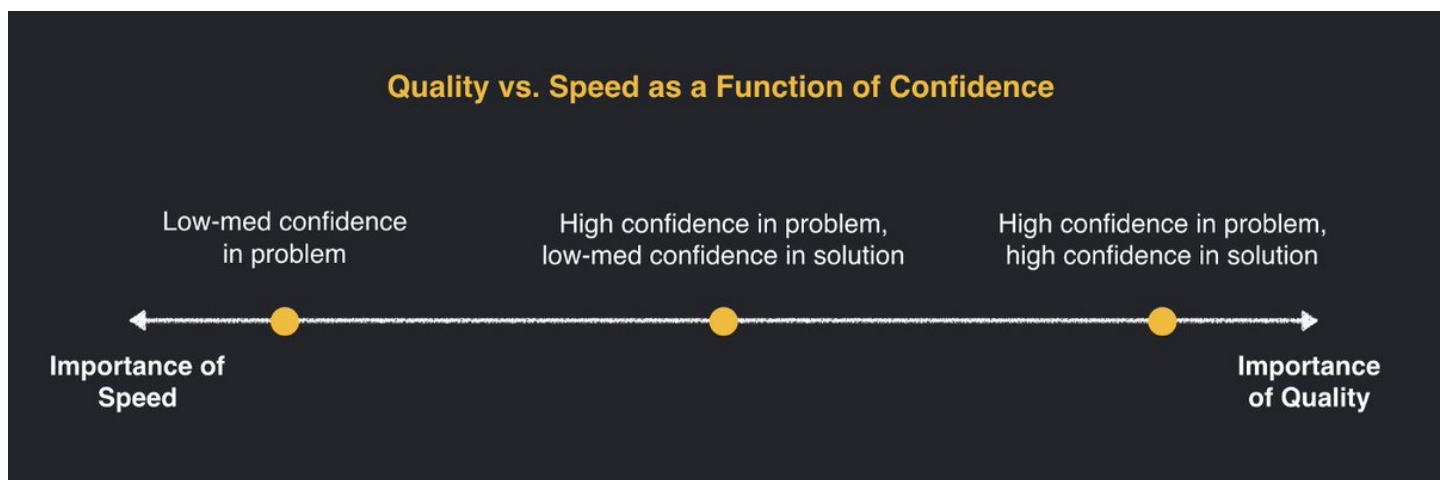 Quality vs. Speed as a Function of Confidence
Low-med confidence
in problem
High confidence in problem,
low-med confidence in solution
High confidence in problem,
high confidence in solution
Importance of
Speed
Importance
of Quality